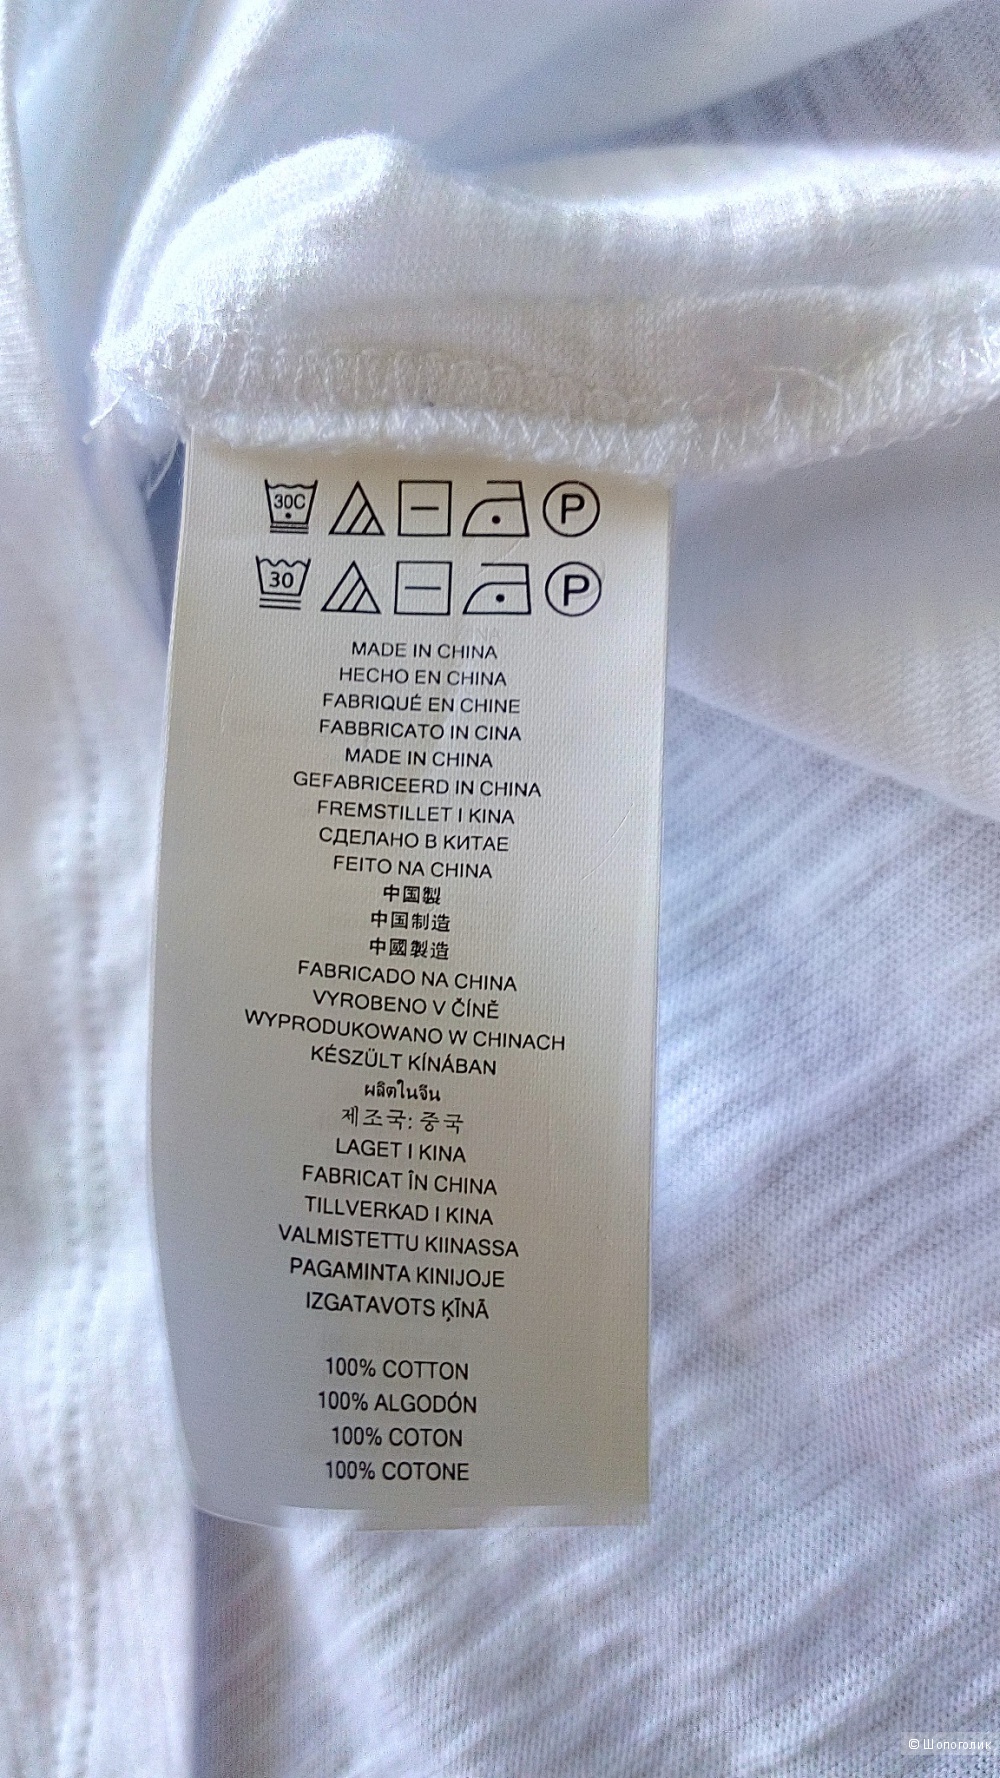 30C P
30 P
MADE IN CHINA
HECHO EN CHINA
FABRIQUÉ EN CHINE
FABBRICATO IN CINA
MADE IN CHINA
GEFABRICEERD IN CHINA
FREMSTILLET I KINA
СДЕЛАНО В КИТАЕ
FEITO NA CHINA
中国製
中国制造
中國製造
FABRICADO NA CHINA
VYROBENO V ČÍNĚ
WYPRODUKOWANO W CHINACH
KÉSZÜLT KÍNÁBAN
ผลิตในจีน
제조국: 중국
LAGET I KINA
FABRICAT ÎN CHINA
TILLVERKAD I KINA
VALMISTETTU KIINASSA
PAGAMINTA KINIJOJE
IZGATAVOTS ĶĪNĀ
100% COTTON
100% ALGODÓN
100% COTON
100% COTONE
© Шопоголик